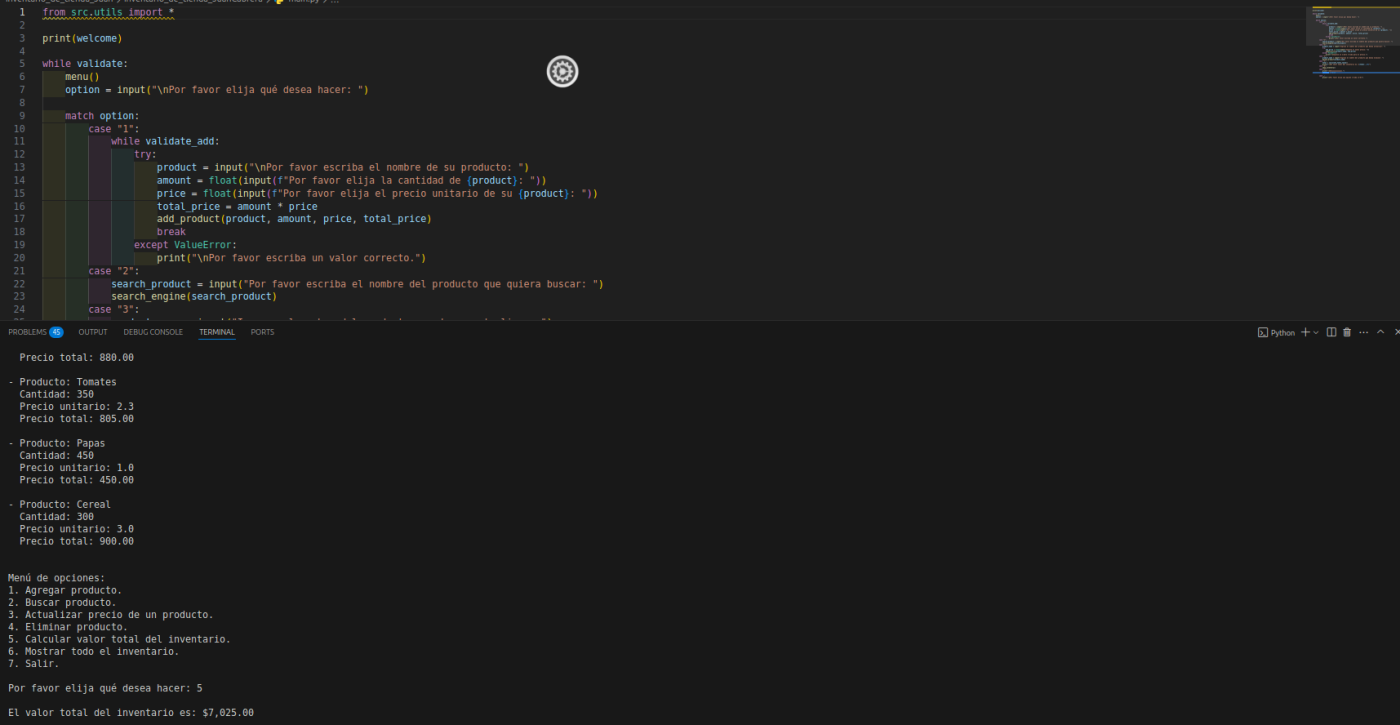 1 from src.utils import *
2
3 print(welcome)
4
5 while validate:
6 menu()
7 option = input("\nPor favor elija qué desea hacer: ")
8
9 match option:
10 case "1":
11 while validate_add:
12 try:
13 product = input("\nPor favor escriba el nombre de su producto: ")
14 amount = float(input(f"Por favor elija la cantidad de {product}: "))
15 price = float(input(f"Por favor elija el precio unitario de su {product}: "))
16 total_price = amount * price
17 add_product(product, amount, price, total_price)
18 break
19 except ValueError:
20 print("\nPor favor escriba un valor correcto.")
21 case "2":
22 search_product = input("Por favor escriba el nombre del producto que quiera buscar: ")
23 search_engine(search_product)
24 case "3":
PROBLEMS 45 OUTPUT DEBUG CONSOLE TERMINAL PORTS Python
Precio total: 880.00
- Producto: Tomates
Cantidad: 350
Precio unitario: 2.3
Precio total: 805.00
- Producto: Papas
Cantidad: 450
Precio unitario: 1.0
Precio total: 450.00
- Producto: Cereal
Cantidad: 300
Precio unitario: 3.0
Precio total: 900.00
Menú de opciones:
1. Agregar producto.
2. Buscar producto.
3. Actualizar precio de un producto.
4. Eliminar producto.
5. Calcular valor total del inventario.
6. Mostrar todo el inventario.
7. Salir.
Por favor elija qué desea hacer: 5
El valor total del inventario es: $7,025.00